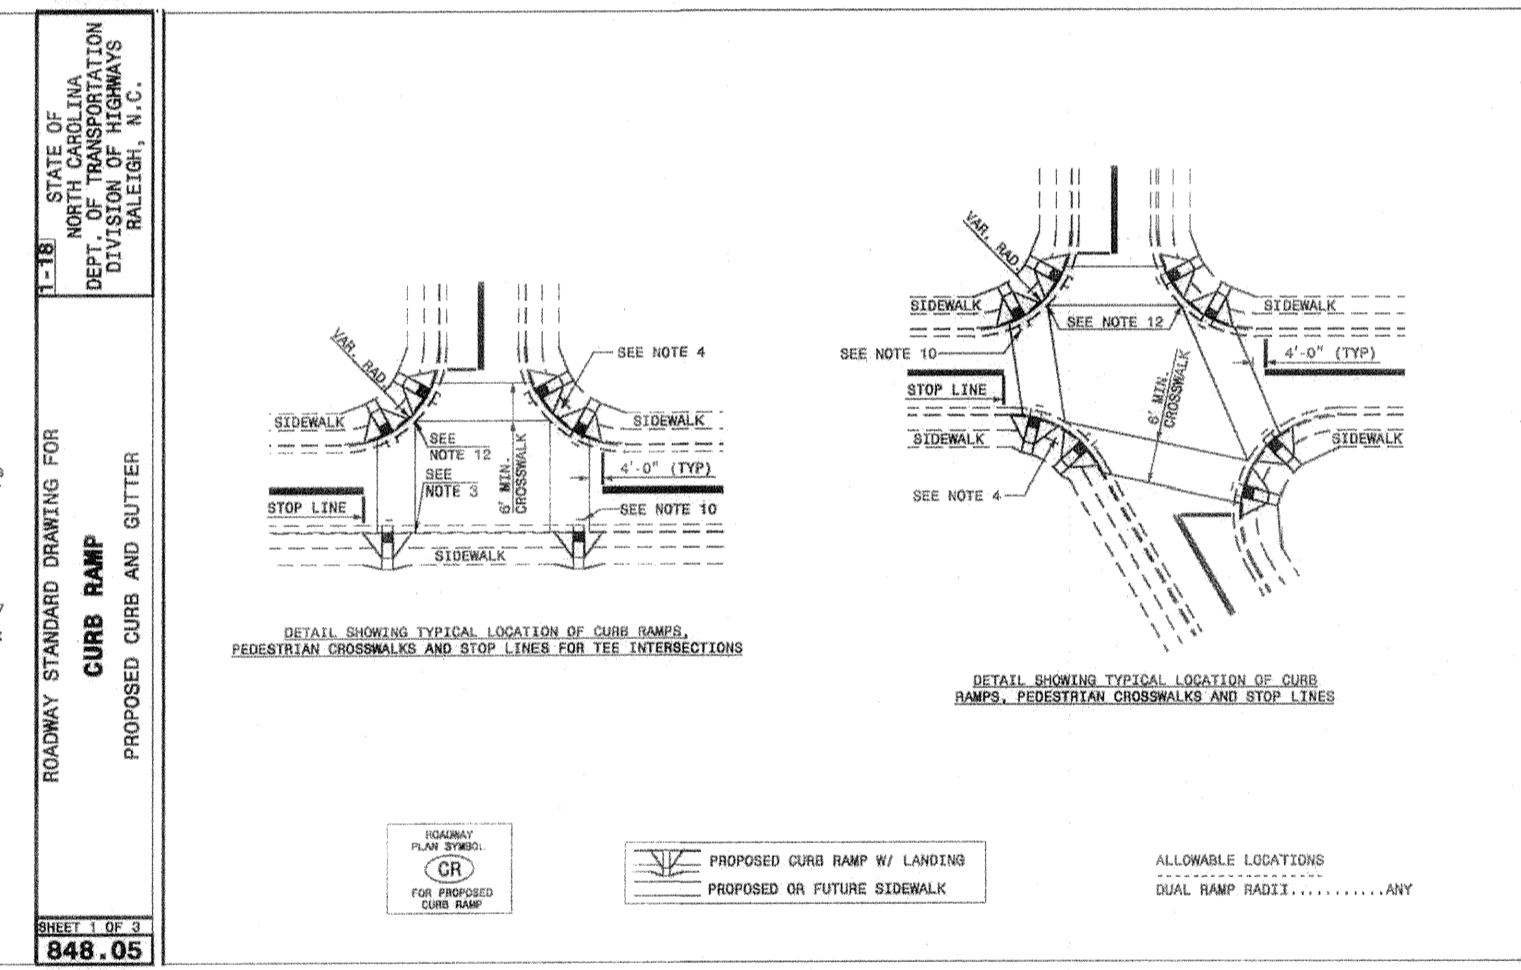 1-18
STATE OF
NORTH CAROLINA
DEPT. OF TRANSPORTATION
DIVISION OF HIGHWAYS
RALEIGH, N.C.
ROADWAY STANDARD DRAWING FOR
CURB RAMP
PROPOSED CURB AND GUTTER
SHEET 1 OF 3
848.05
VAR. RAD.
SEE NOTE 4
SIDEWALK
SIDEWALK
SEE
NOTE 12
SEE
NOTE 3
6' MIN.
CROSSWALK
4'-0" (TYP)
STOP LINE
SEE NOTE 10
SIDEWALK
DETAIL SHOWING TYPICAL LOCATION OF CURB RAMPS,
PEDESTRIAN CROSSWALKS AND STOP LINES FOR TEE INTERSECTIONS
VAR. RAD.
SIDEWALK
SIDEWALK
SEE NOTE 12
SEE NOTE 10
4'-0" (TYP)
STOP LINE
6' MIN.
CROSSWALK
SIDEWALK
SIDEWALK
SEE NOTE 4
DETAIL SHOWING TYPICAL LOCATION OF CURB
RAMPS, PEDESTRIAN CROSSWALKS AND STOP LINES
ROADWAY
PLAN SYMBOL
CR
FOR PROPOSED
CURB RAMP
PROPOSED CURB RAMP W/ LANDING
PROPOSED OR FUTURE SIDEWALK
ALLOWABLE LOCATIONS
DUAL RAMP RADII...........ANY